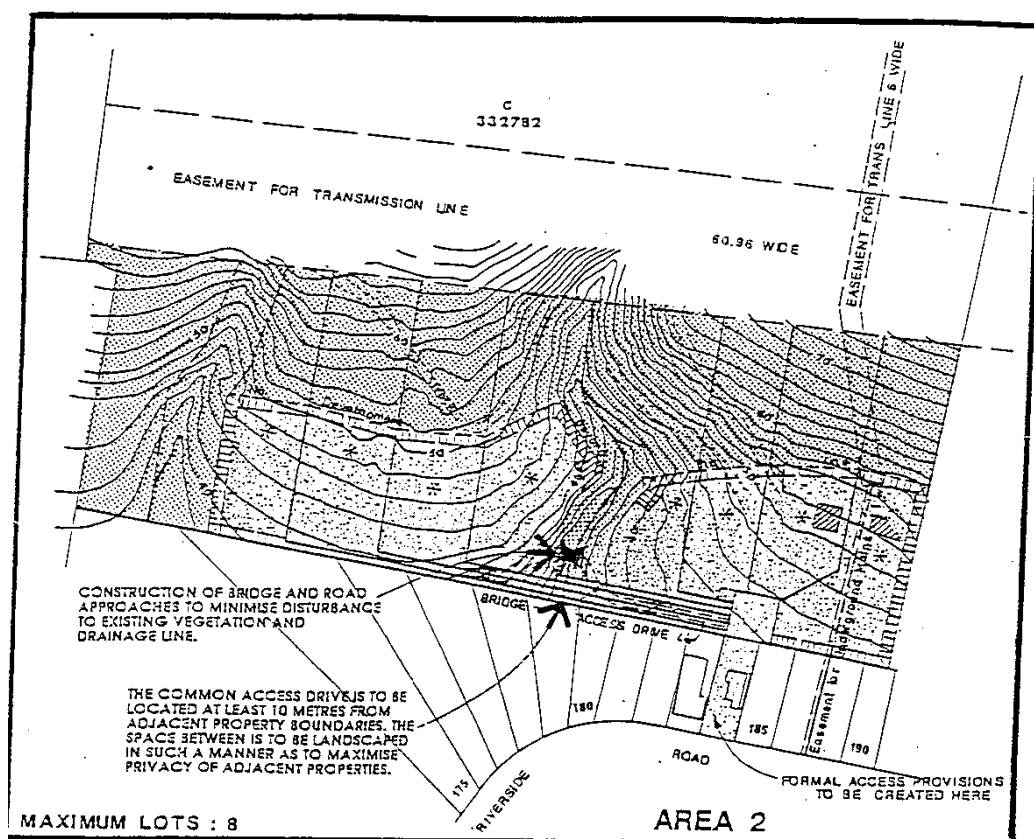 C
332782
EASEMENT FOR TRANSMISSION LINE
60.96 WIDE
EASEMENT FOR TRANS LINE 6 WIDE
CONSTRUCTION OF BRIDGE AND ROAD
APPROACHES TO MINIMISE DISTURBANCE
TO EXISTING VEGETATION AND
DRAINAGE LINE.
BRIDGE
ACCESS DRIVE
THE COMMON ACCESS DRIVE IS TO BE
LOCATED AT LEAST 10 METRES FROM
ADJACENT PROPERTY BOUNDARIES. THE
SPACE BETWEEN IS TO BE LANDSCAPED
IN SUCH A MANNER AS TO MAXIMISE
PRIVACY OF ADJACENT PROPERTIES.
Easement for Underground Mains
175
180
185
190
RIVERSIDE
ROAD
FORMAL ACCESS PROVISIONS
TO BE CREATED HERE
MAXIMUM LOTS : 8
AREA 2